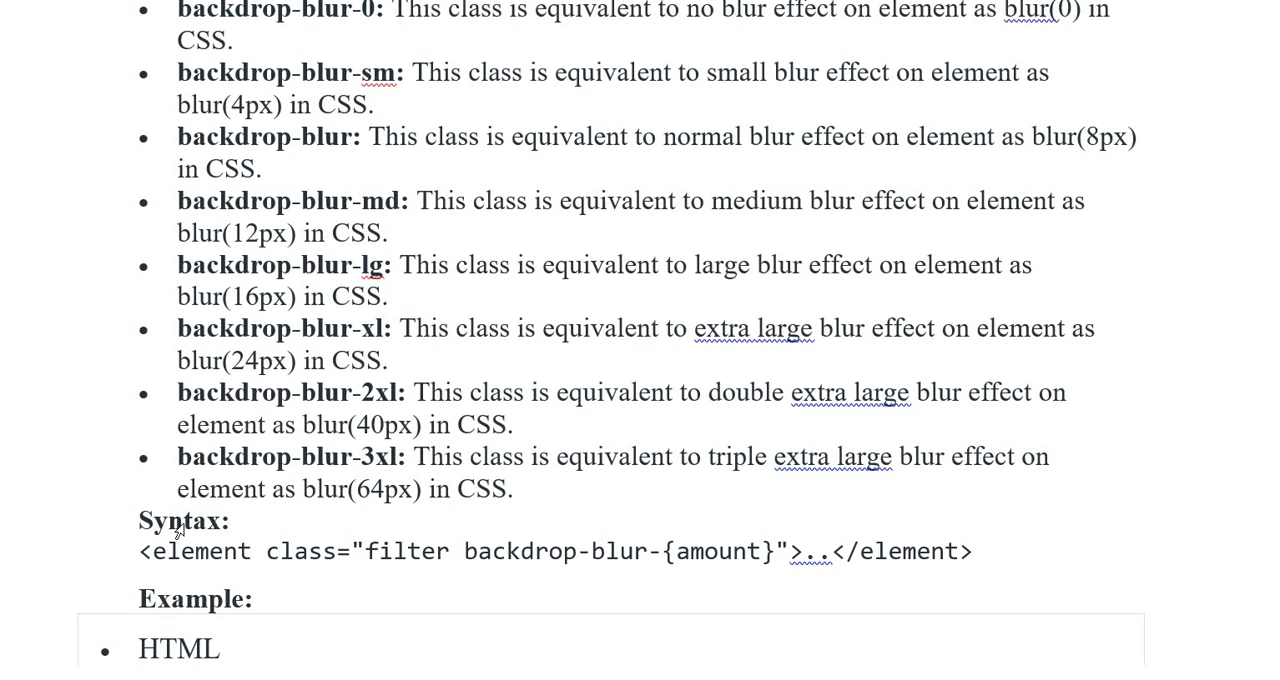 • backdrop-blur-0: This class is equivalent to no blur effect on element as blur(0) in
CSS.
• backdrop-blur-sm: This class is equivalent to small blur effect on element as
blur(4px) in CSS.
• backdrop-blur: This class is equivalent to normal blur effect on element as blur(8px)
in CSS.
• backdrop-blur-md: This class is equivalent to medium blur effect on element as
blur(12px) in CSS.
• backdrop-blur-lg: This class is equivalent to large blur effect on element as
blur(16px) in CSS.
• backdrop-blur-xl: This class is equivalent to extra large blur effect on element as
blur(24px) in CSS.
• backdrop-blur-2xl: This class is equivalent to double extra large blur effect on
element as blur(40px) in CSS.
• backdrop-blur-3xl: This class is equivalent to triple extra large blur effect on
element as blur(64px) in CSS.
Syntax:
<element class="filter backdrop-blur-{amount}">..</element>
Example:
• HTML